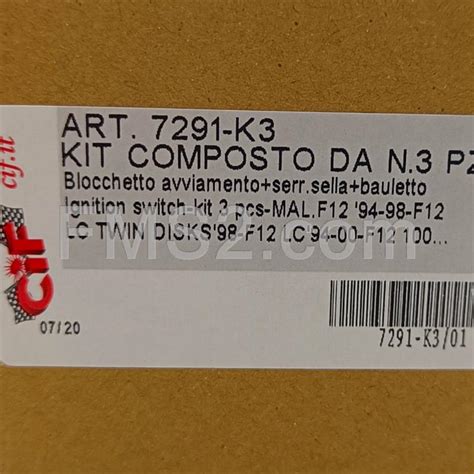 cif.it
CIF
ART. 7291-K3
KIT COMPOSTO DA N.3 PZ
Blocchetto avviamento+serr.sella+bauletto
Ignition switch kit 3 pcs-MAL.F12 '94-98-F12
LC TWIN DISKS'98-F12 LC'94-00-F12 100...
FMS2.com
07/20
7291-K3/01